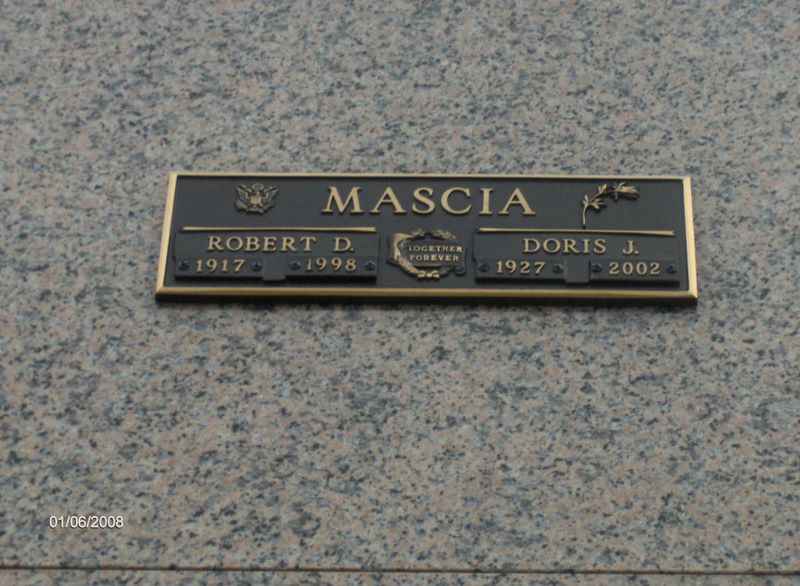 MASCIA
ROBERT D.
1917 1998
TOGETHER
FOREVER
DORIS J.
1927 2002
01/06/2008